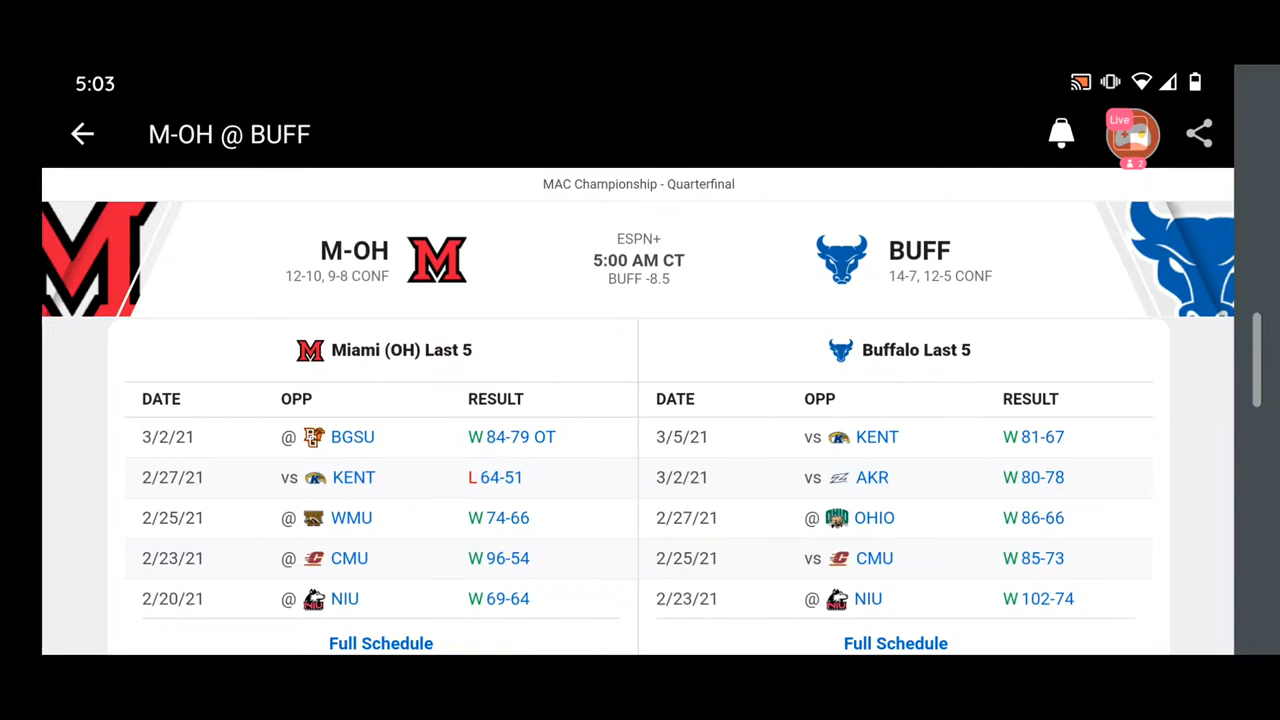 5:03
M-OH @ BUFF
Live
2
MAC Championship - Quarterfinal
M-OH
12-10, 9-8 CONF
ESPN+
5:00 AM CT
BUFF -8.5
BUFF
14-7, 12-5 CONF
Miami (OH) Last 5
DATE OPP RESULT
3/2/21 @ BGSU W 84-79 OT
2/27/21 vs KENT L 64-51
2/25/21 @ WMU W 74-66
2/23/21 @ CMU W 96-54
2/20/21 @ NIU W 69-64
Full Schedule
Buffalo Last 5
DATE OPP RESULT
3/5/21 vs KENT W 81-67
3/2/21 vs AKR W 80-78
2/27/21 @ OHIO W 86-66
2/25/21 vs CMU W 85-73
2/23/21 @ NIU W 102-74
Full Schedule